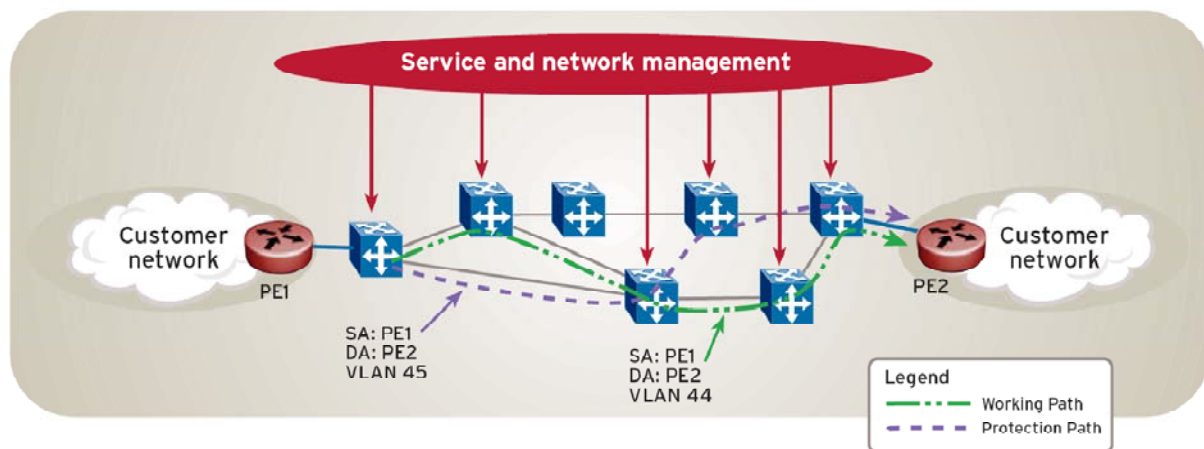 Service and network management
Customer
network
PE1
Customer
network
PE2
SA: PE1
DA: PE2
VLAN 45
SA: PE1
DA: PE2
VLAN 44
Legend
Working Path
Protection Path